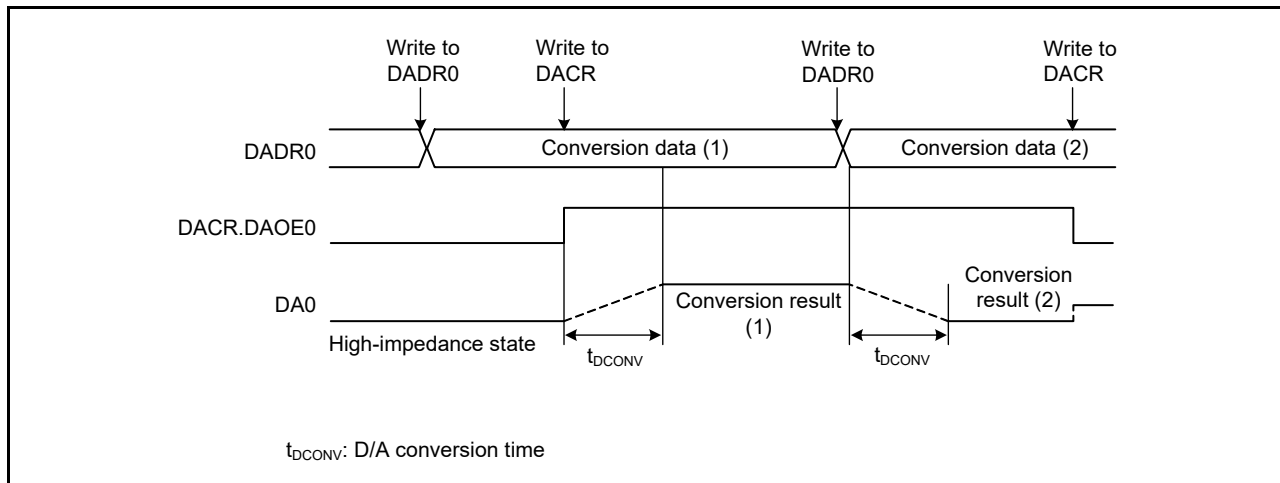 Write to
DADR0
Write to
DACR
Write to
DADR0
Write to
DACR
DADR0
Conversion data (1)
Conversion data (2)
DACR.DAOE0
DA0
Conversion result
(1)
Conversion
result (2)
High-impedance state
tDCONV
tDCONV
tDCONV: D/A conversion time